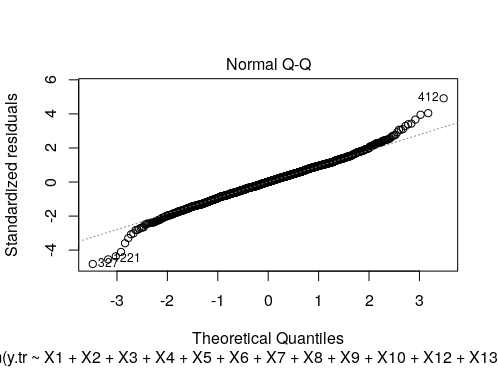 Normal Q-Q
Standardized residuals
6
4
2
0
-2
-4
412
327
221
-3 -2 -1 0 1 2 3
Theoretical Quantiles
(y.tr ~ X1 + X2 + X3 + X4 + X5 + X6 + X7 + X8 + X9 + X10 + X12 + X13